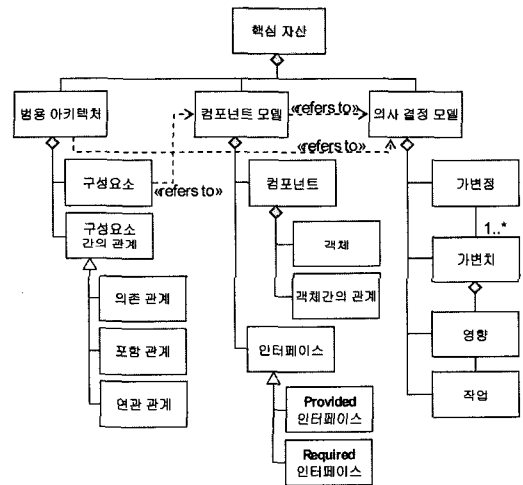 핵심 자산
범용 아키텍처
컴포넌트 모델
«refers to»
의사 결정 모델
«refers to»
구성요소
«refers to»
컴포넌트
가변점
구성요소
간의 관계
1..*
객체
가변치
의존 관계
객체간의 관계
포함 관계
인터페이스
영향
연관 관계
작업
Provided
인터페이스
Required
인터페이스